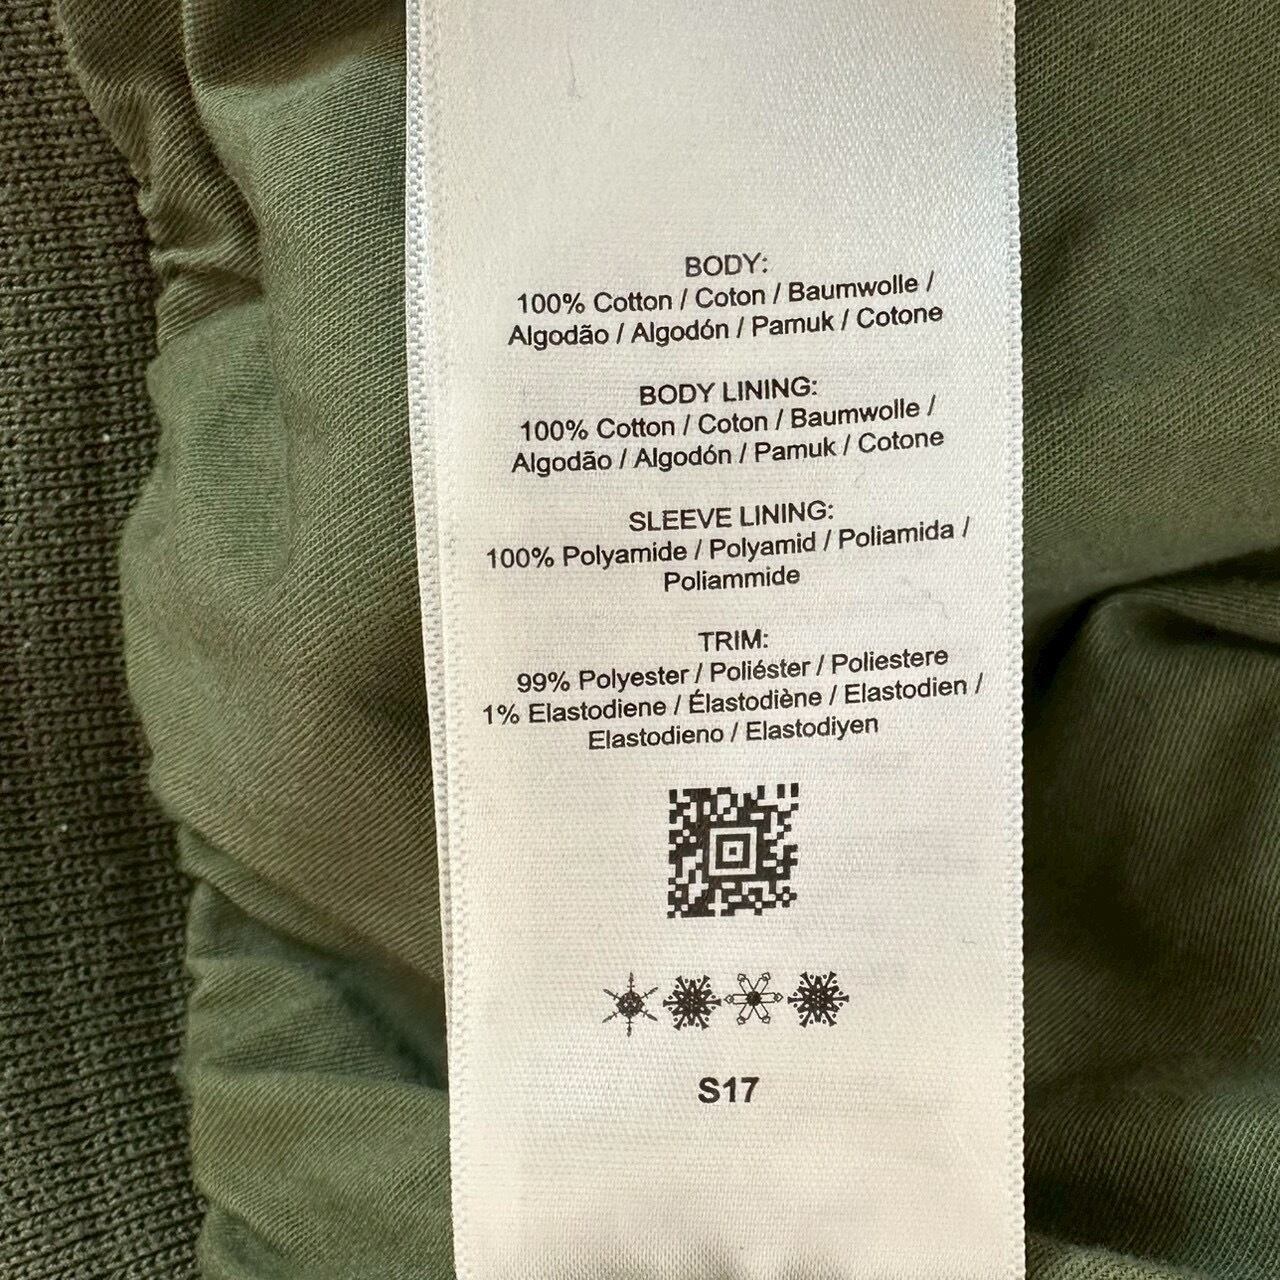 BODY:
100% Cotton / Coton / Baumwolle /
Algodão / Algodón / Pamuk / Cotone
BODY LINING:
100% Cotton / Coton / Baumwolle /
Algodão / Algodón / Pamuk / Cotone
SLEEVE LINING:
100% Polyamide / Polyamid / Poliamida /
Poliammide
TRIM:
99% Polyester / Poliéster / Poliestere
1% Elastodiene / Élastodiène / Elastodien /
Elastodieno / Elastodiyen
S17